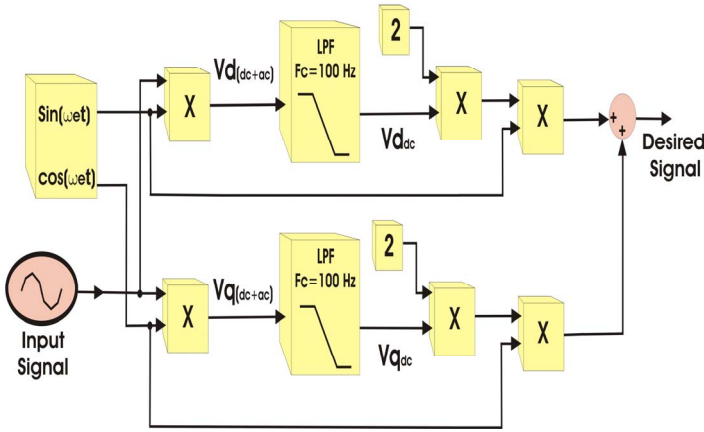 Sin(ωet)
cos(ωet)
Input
Signal
X
Vd(dc+ac)
LPF
Fc=100 Hz
Vddc
2
X
X
+
+
Desired
Signal
X
Vq(dc+ac)
LPF
Fc=100 Hz
Vqdc
2
X
X